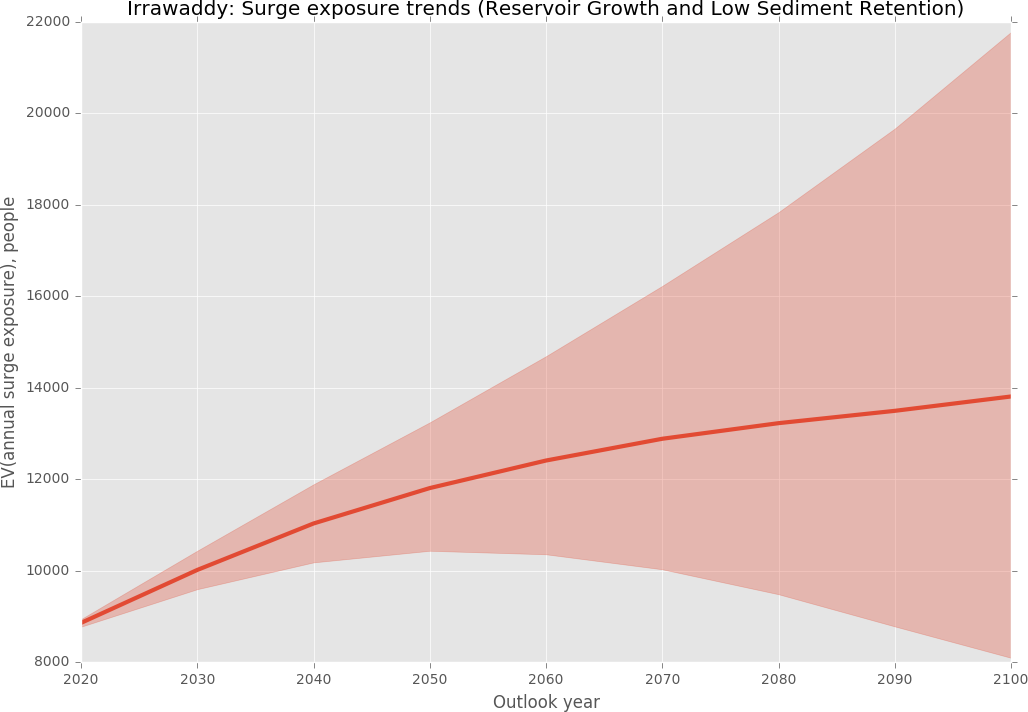 Irrawaddy: Surge exposure trends (Reservoir Growth and Low Sediment Retention)
EV(annual surge exposure), people
22000
20000
18000
16000
14000
12000
10000
8000
2020 2030 2040 2050 2060 2070 2080 2090 2100
Outlook year